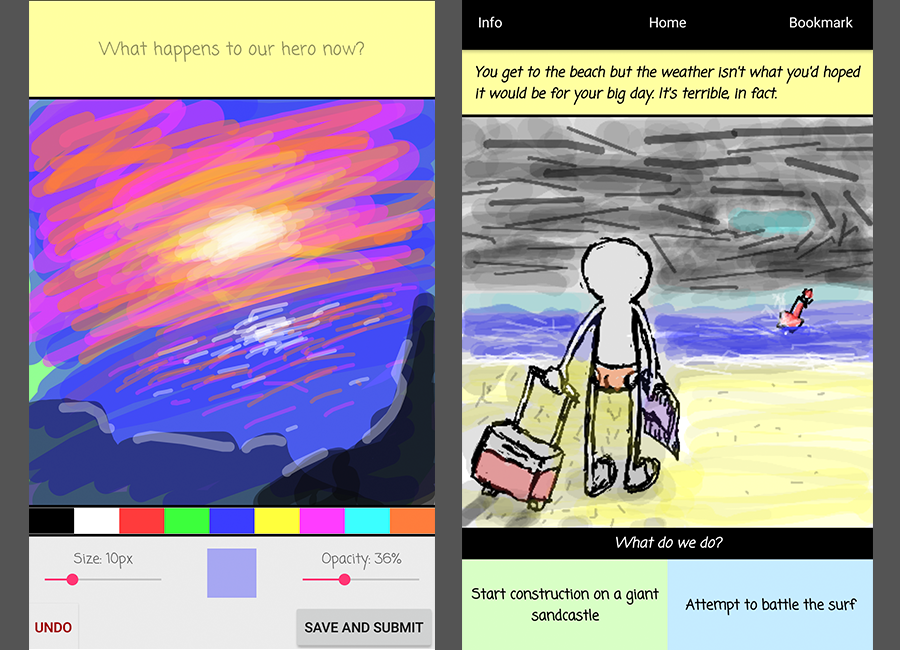 What happens to our hero now?
Size: 10px
Opacity: 36%
UNDO
SAVE AND SUBMIT
Info
Home
Bookmark
You get to the beach but the weather isn't what you'd hoped
it would be for your big day. It's terrible, in fact.
What do we do?
Start construction on a giant
sandcastle
Attempt to battle the surf